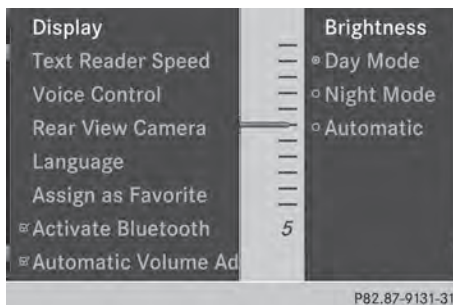 Display
Text Reader Speed
Voice Control
Rear View Camera
Language
Assign as Favorite
Activate Bluetooth
Automatic Volume Ad
5
Brightness
Day Mode
Night Mode
Automatic
P82.87-9131-31